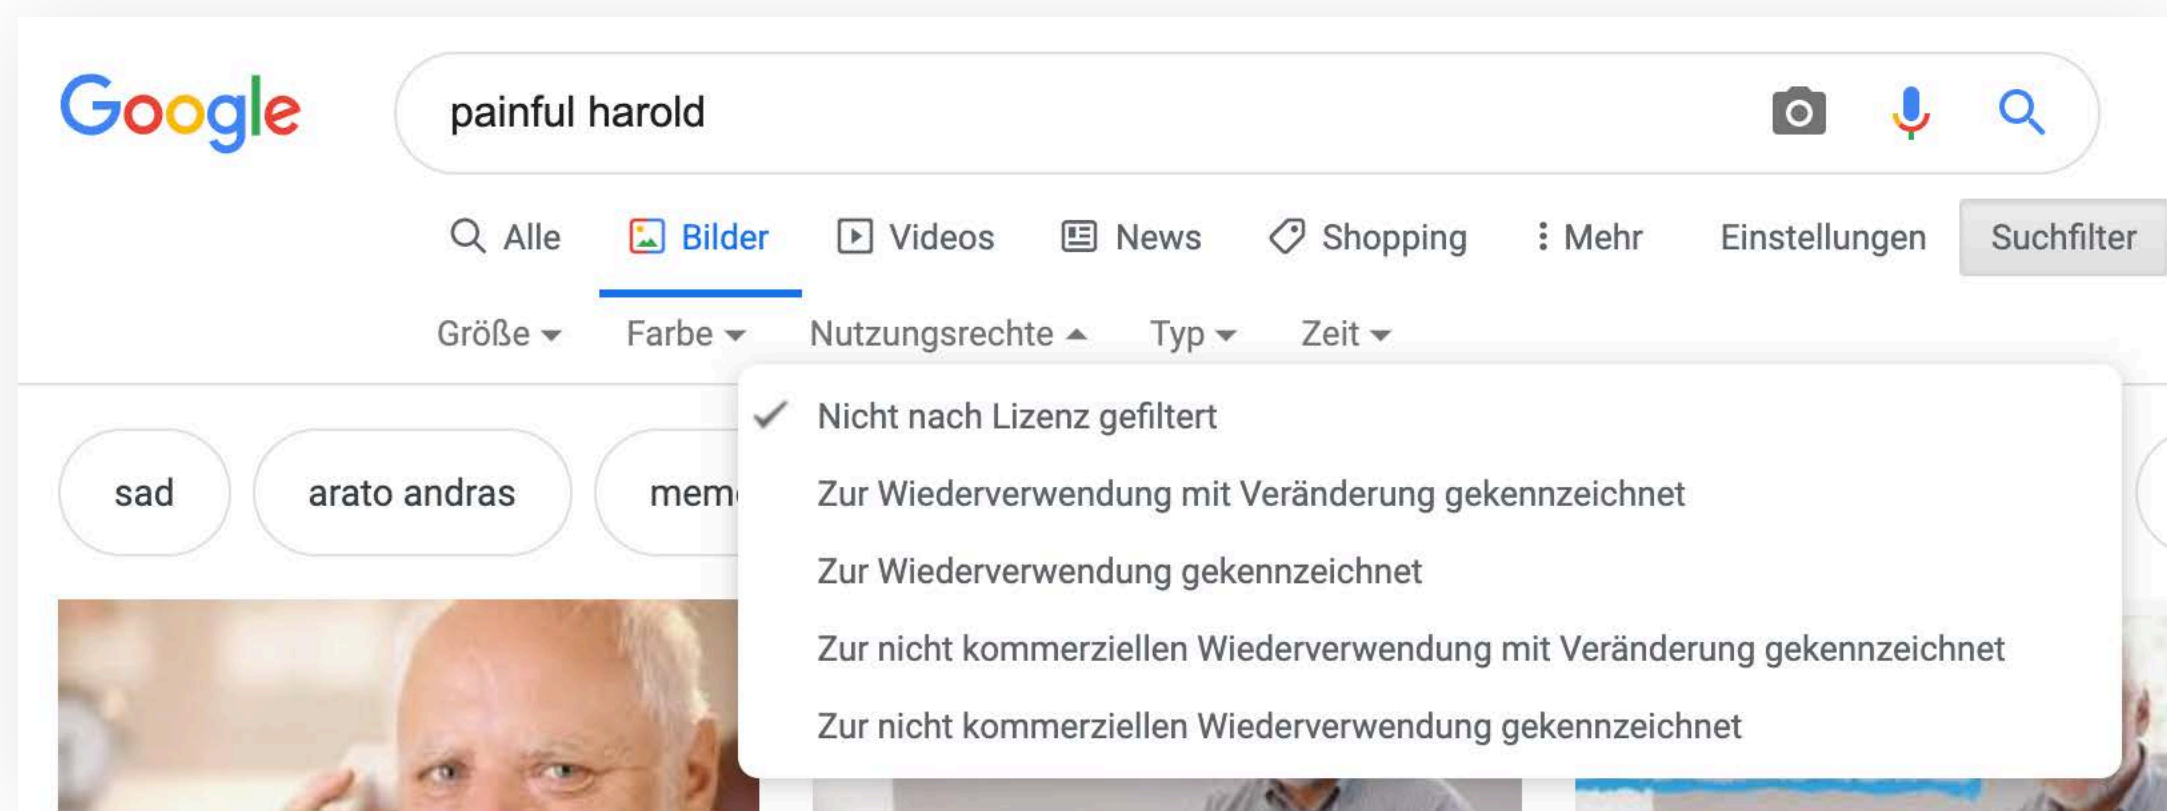 Google
painful harold
Alle Bilder Videos News Shopping Mehr Einstellungen Suchfilter
Größe Farbe Nutzungsrechte Typ Zeit
Nicht nach Lizenz gefiltert
sad arato andras mem
Zur Wiederverwendung mit Veränderung gekennzeichnet
Zur Wiederverwendung gekennzeichnet
Zur nicht kommerziellen Wiederverwendung mit Veränderung gekennzeichnet
Zur nicht kommerziellen Wiederverwendung gekennzeichnet